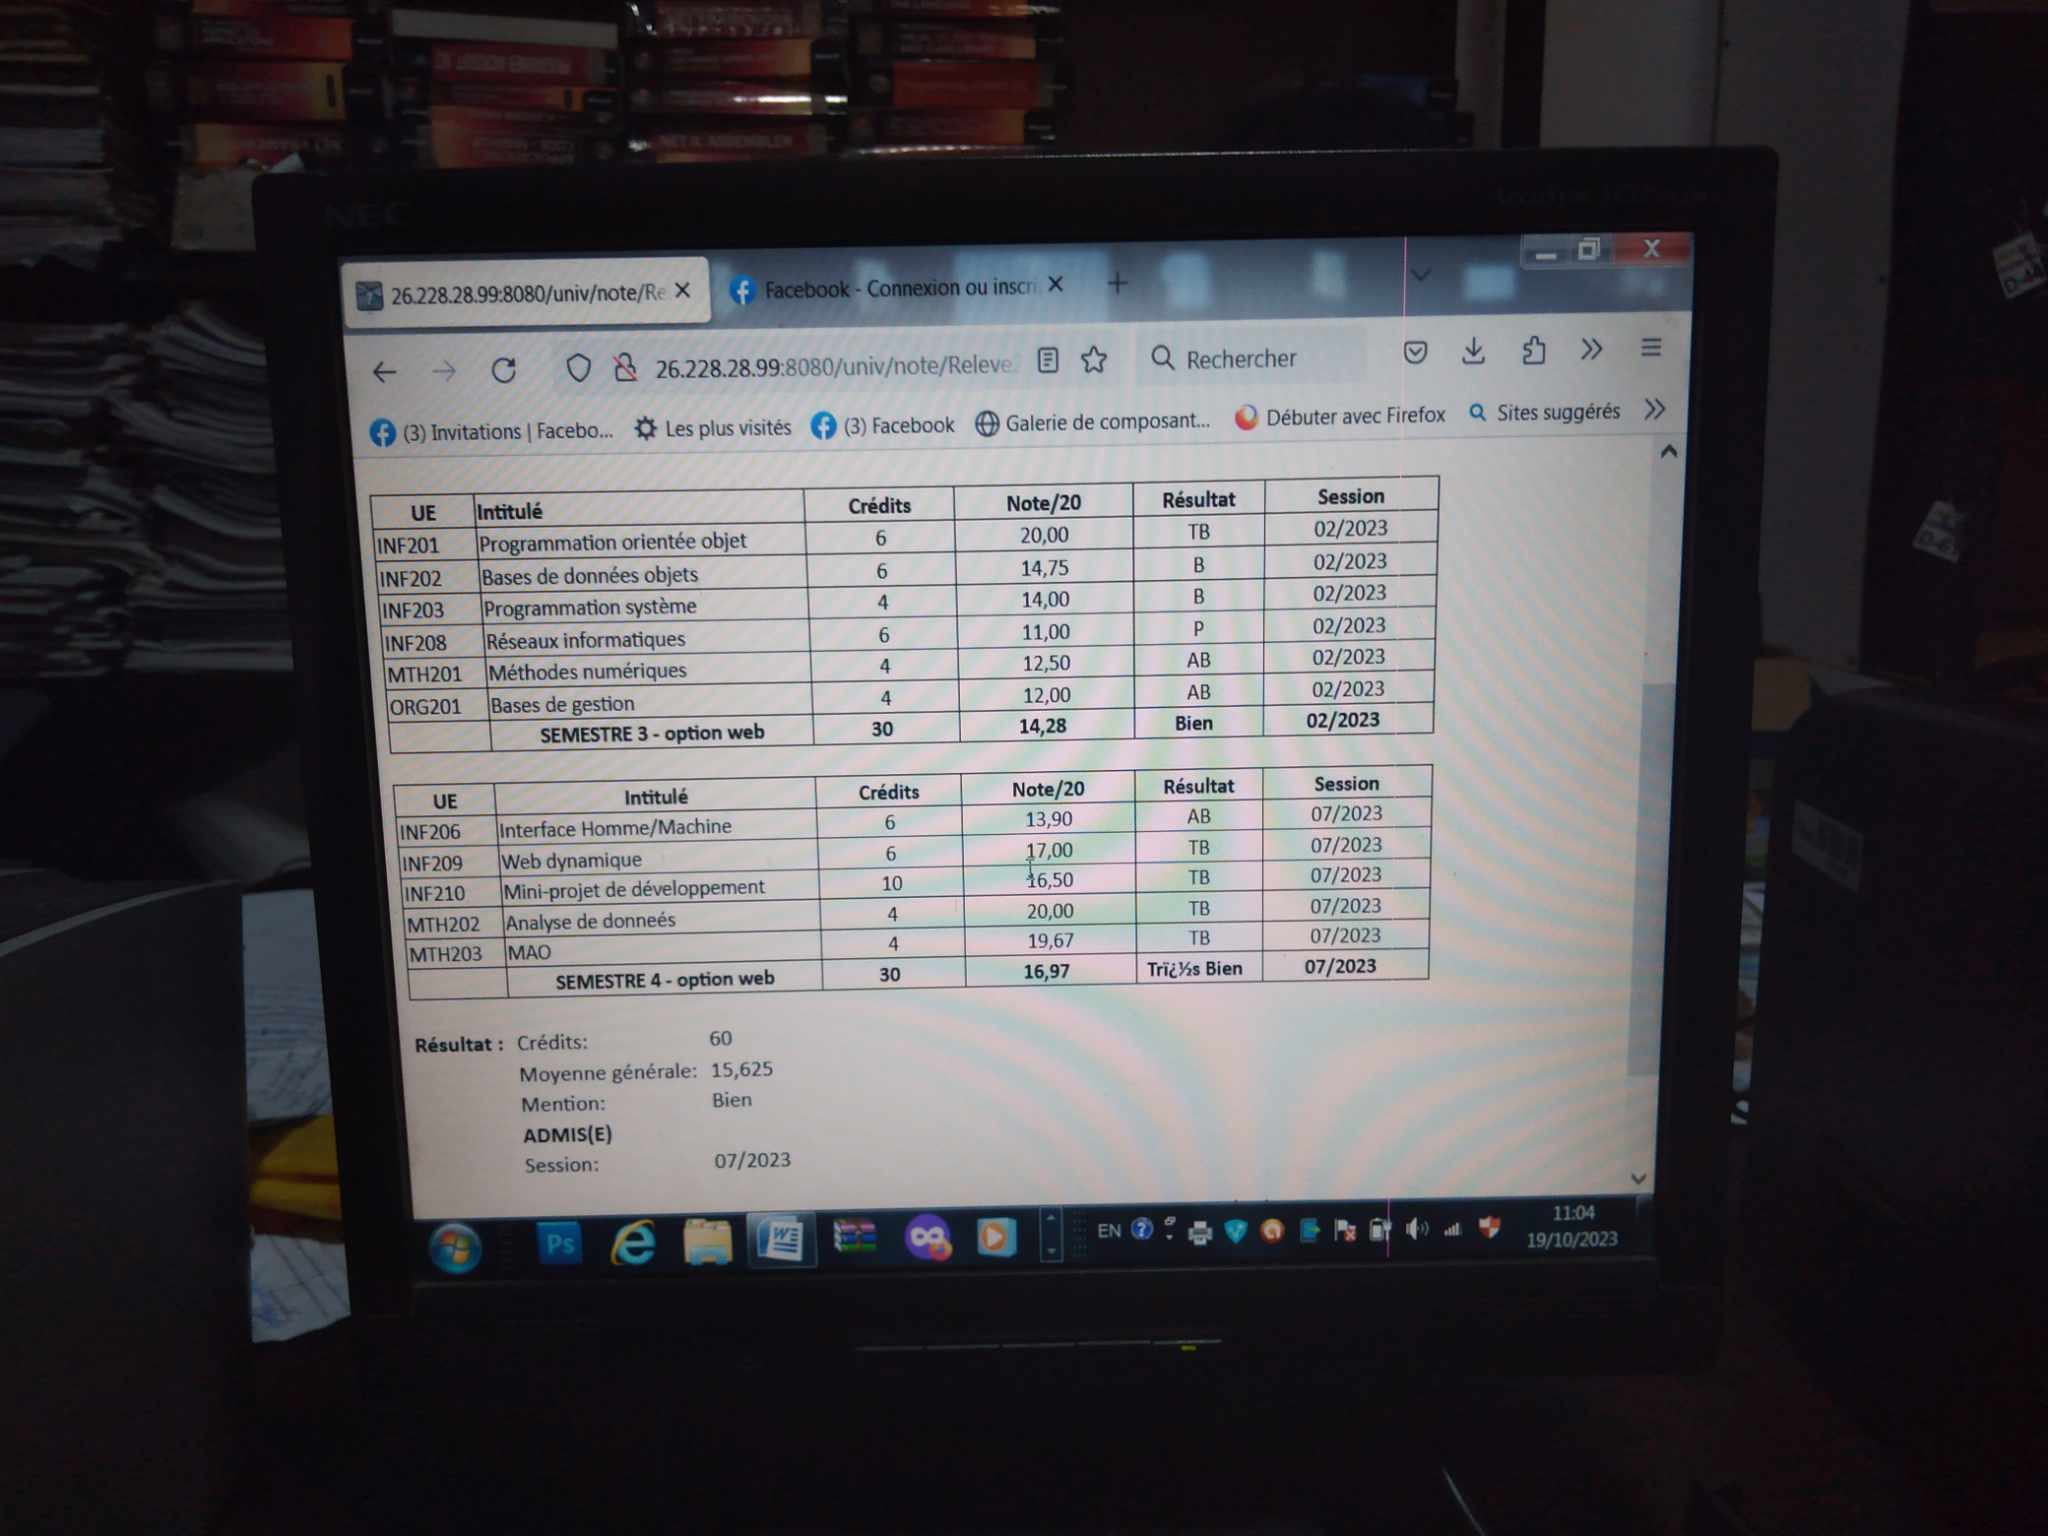 NET & ASSEMBLER
NEC
26.228.28.99:8080/univ/note/Re
Facebook - Connexion ou inscri
26.228.28.99:8080/univ/note/Releve
Rechercher
(3) Invitations | Facebo...
Les plus visités
(3) Facebook
Galerie de composant...
Débuter avec Firefox
Sites suggérés
UE Intitulé Crédits Note/20 Résultat Session
INF201 Programmation orientée objet 6 20,00 TB 02/2023
INF202 Bases de données objets 6 14,75 B 02/2023
INF203 Programmation système 4 14,00 B 02/2023
INF208 Réseaux informatiques 6 11,00 P 02/2023
MTH201 Méthodes numériques 4 12,50 AB 02/2023
ORG201 Bases de gestion 4 12,00 AB 02/2023
SEMESTRE 3 - option web 30 14,28 Bien 02/2023
UE Intitulé Crédits Note/20 Résultat Session
INF206 Interface Homme/Machine 6 13,90 AB 07/2023
INF209 Web dynamique 6 17,00 TB 07/2023
INF210 Mini-projet de développement 10 16,50 TB 07/2023
MTH202 Analyse de donneés 4 20,00 TB 07/2023
MTH203 MAO 4 19,67 TB 07/2023
SEMESTRE 4 - option web 30 16,97 Trï¿½s Bien 07/2023
Résultat : Crédits: 60
Moyenne générale: 15,625
Mention: Bien
ADMIS(E)
Session: 07/2023
Ps
EN
11:04
19/10/2023